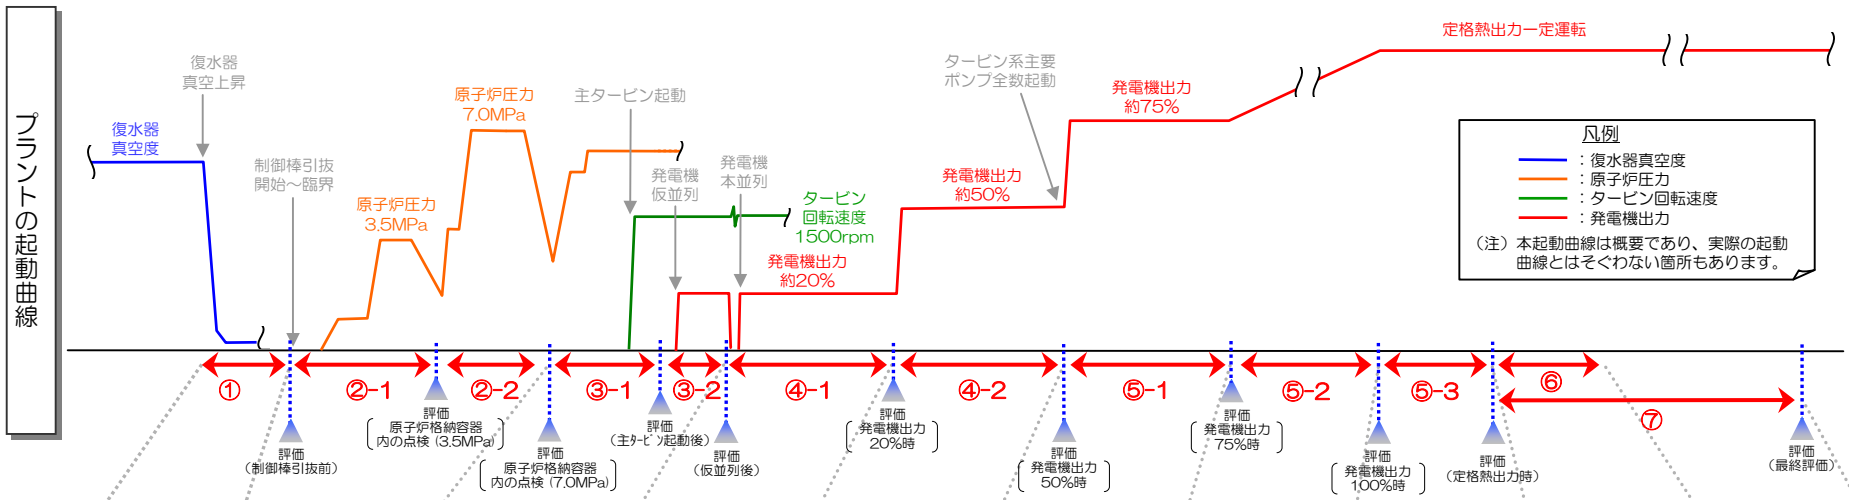 プラントの起動曲線
復水器
真空上昇
復水器
真空度
制御棒引抜
開始～臨界
原子炉圧力
3.5MPa
原子炉圧力
7.0MPa
主タービン起動
発電機
仮並列
発電機
本並列
タービン
回転速度
1500rpm
発電機出力
約20%
発電機出力
約50%
タービン系主要
ポンプ全数起動
発電機出力
約75%
定格熱出力一定運転
凡例
：復水器真空度
：原子炉圧力
：タービン回転速度
：発電機出力
（注）本起動曲線は概要であり、実際の起動
曲線とはそぐわない箇所もあります。
①
②-1
②-2
③-1
③-2
④-1
④-2
⑤-1
⑤-2
⑤-3
⑥
⑦
評価
（制御棒引抜前）
評価
原子炉格納容器
内の点検（3.5MPa）
評価
原子炉格納容器
内の点検（7.0MPa）
評価
（主ﾀｰﾋﾞﾝ起動後）
評価
（仮並列後）
評価
発電機出力
20%時
評価
発電機出力
50%時
評価
発電機出力
75%時
評価
発電機出力
100%時
評価
（定格熱出力時）
評価
（最終評価）